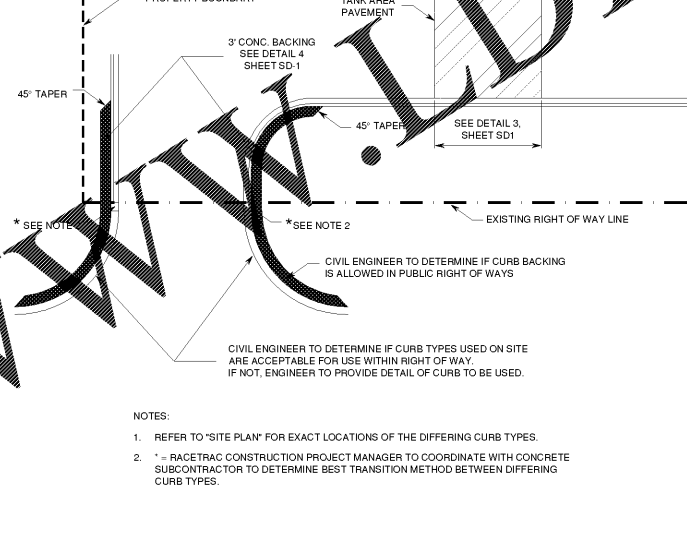 PROPERTY BOUNDARY
TANK AREA
PAVEMENT
3' CONC. BACKING
SEE DETAIL 4
SHEET SD-1
45° TAPER
45° TAPER
SEE DETAIL 3,
SHEET SD1
* SEE NOTE
*SEE NOTE 2
EXISTING RIGHT OF WAY LINE
CIVIL ENGINEER TO DETERMINE IF CURB BACKING
IS ALLOWED IN PUBLIC RIGHT OF WAYS
CIVIL ENGINEER TO DETERMINE IF CURB TYPES USED ON SITE
ARE ACCEPTABLE FOR USE WITHIN RIGHT OF WAY.
IF NOT, ENGINEER TO PROVIDE DETAIL OF CURB TO BE USED.
NOTES:
1. REFER TO "SITE PLAN" FOR EXACT LOCATIONS OF THE DIFFERING CURB TYPES.
2. * = RACETRAC CONSTRUCTION PROJECT MANAGER TO COORDINATE WITH CONCRETE
SUBCONTRACTOR TO DETERMINE BEST TRANSITION METHOD BETWEEN DIFFERING
CURB TYPES.
WWW.LD